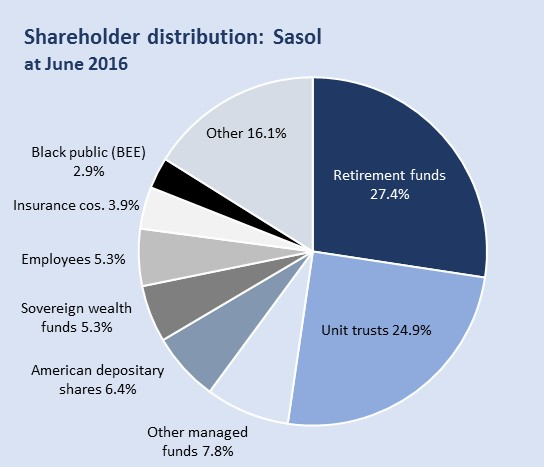 Shareholder distribution: Sasol
at June 2016
Other 16.1%
Black public (BEE)
2.9%
Retirement funds
27.4%
Insurance cos. 3.9%
Employees 5.3%
Sovereign wealth
funds 5.3%
Unit trusts 24.9%
American depositary
shares 6.4%
Other managed
funds 7.8%